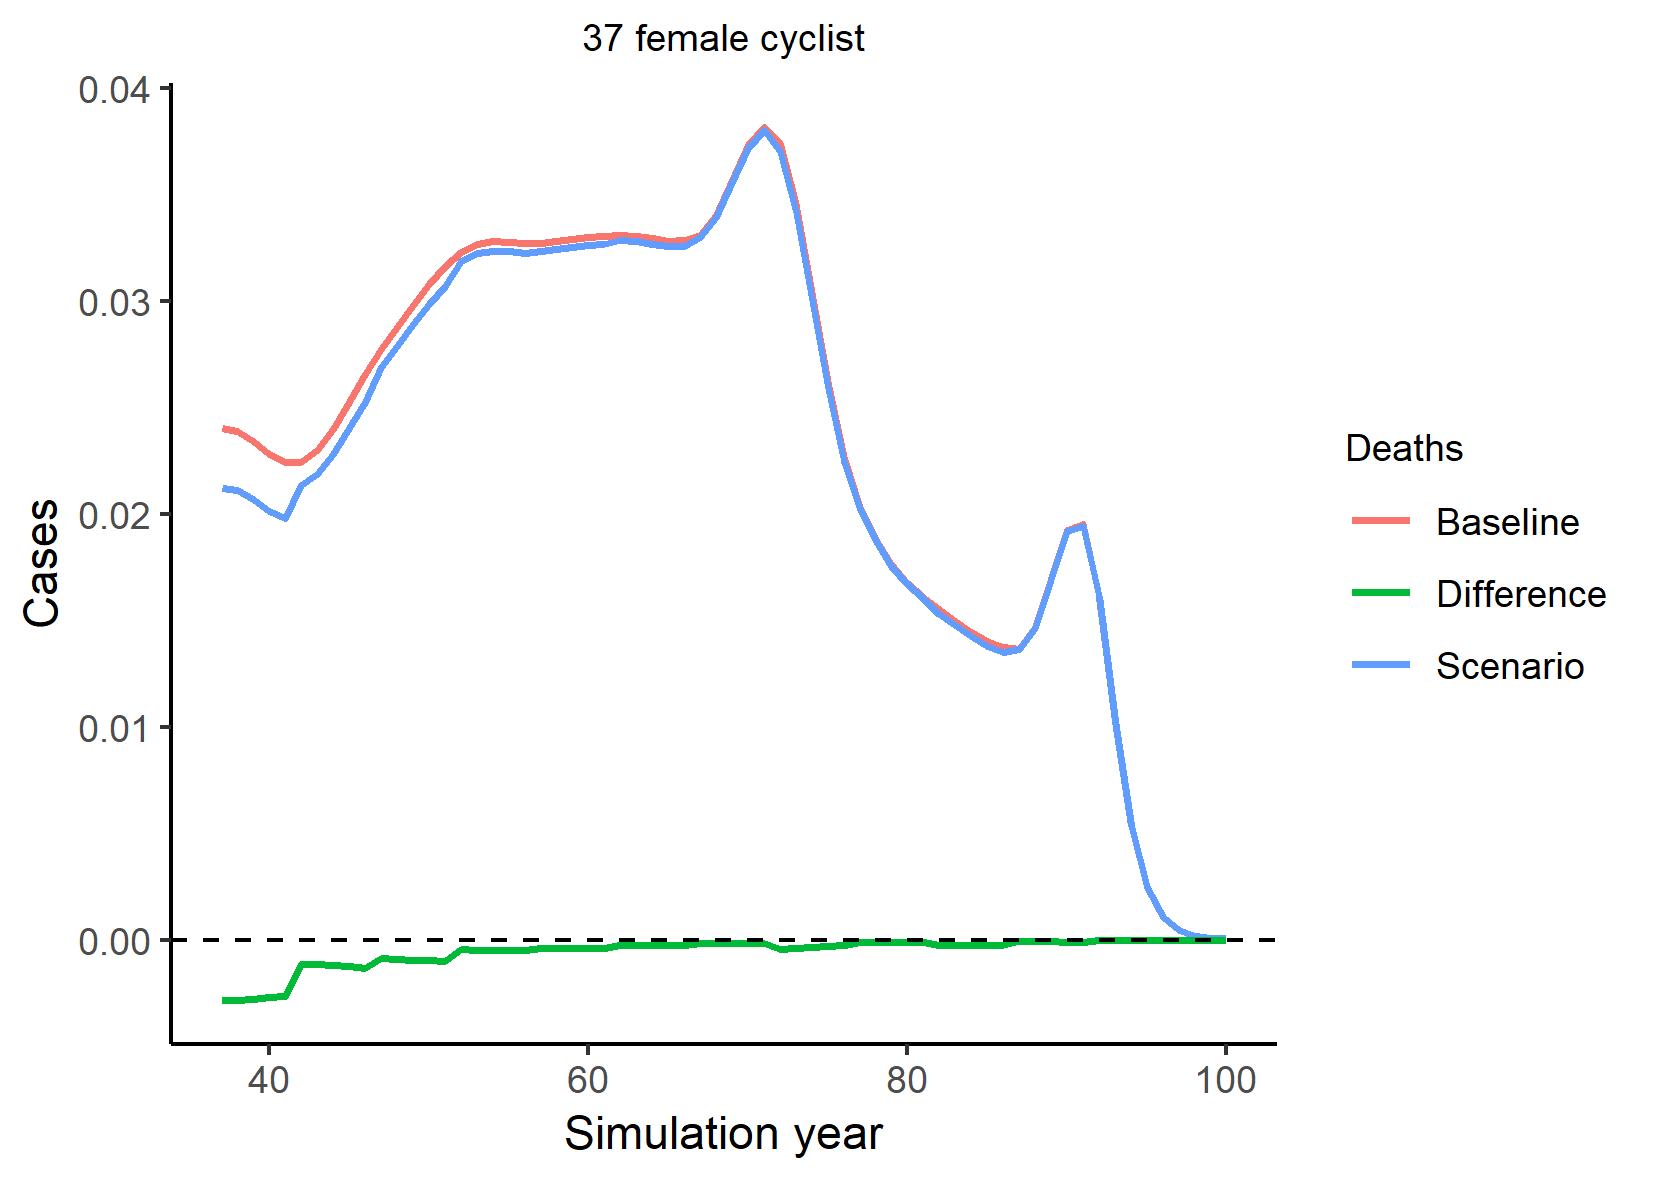 37 female cyclist
0.04
0.03
0.02
0.01
0.00
Cases
40 60 80 100
Simulation year
Deaths
Baseline
Difference
Scenario